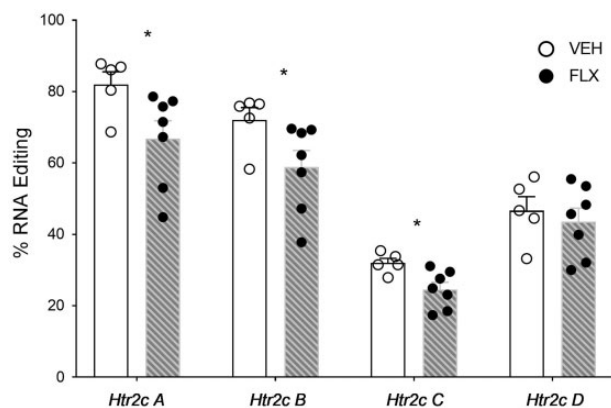 % RNA Editing
100
80
60
40
20
0
*
*
*
VEH
FLX
Htr2c A
Htr2c B
Htr2c C
Htr2c D